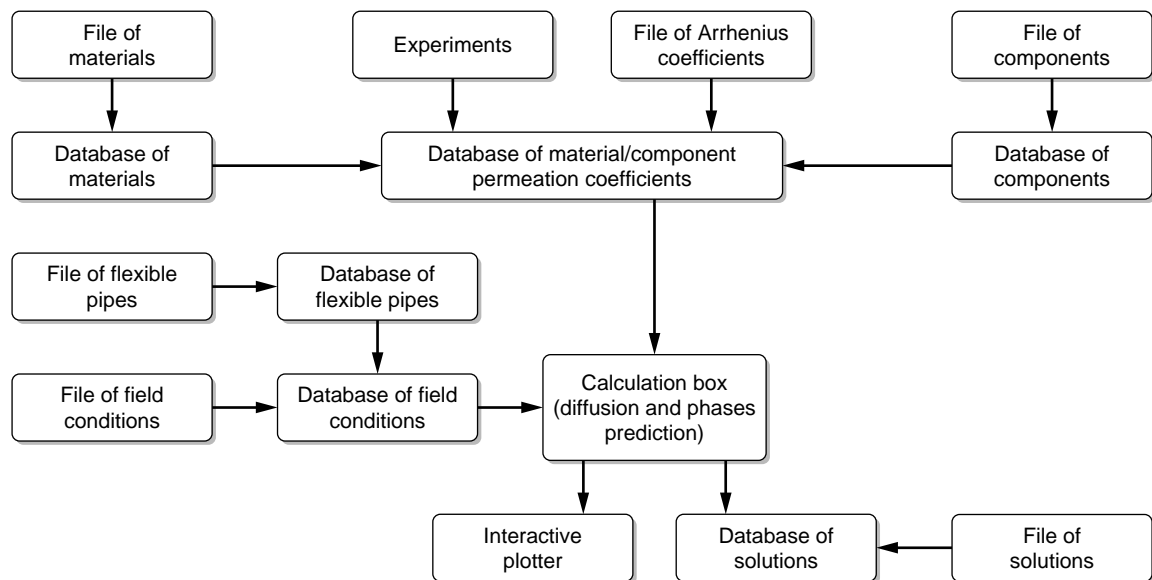 File of
materials
Experiments
File of Arrhenius
coefficients
File of
components
Database of
materials
Database of material/component
permeation coefficients
Database of
components
File of flexible
pipes
Database of
flexible pipes
File of field
conditions
Database of field
conditions
Calculation box
(diffusion and phases
prediction)
Interactive
plotter
Database of
solutions
File of
solutions